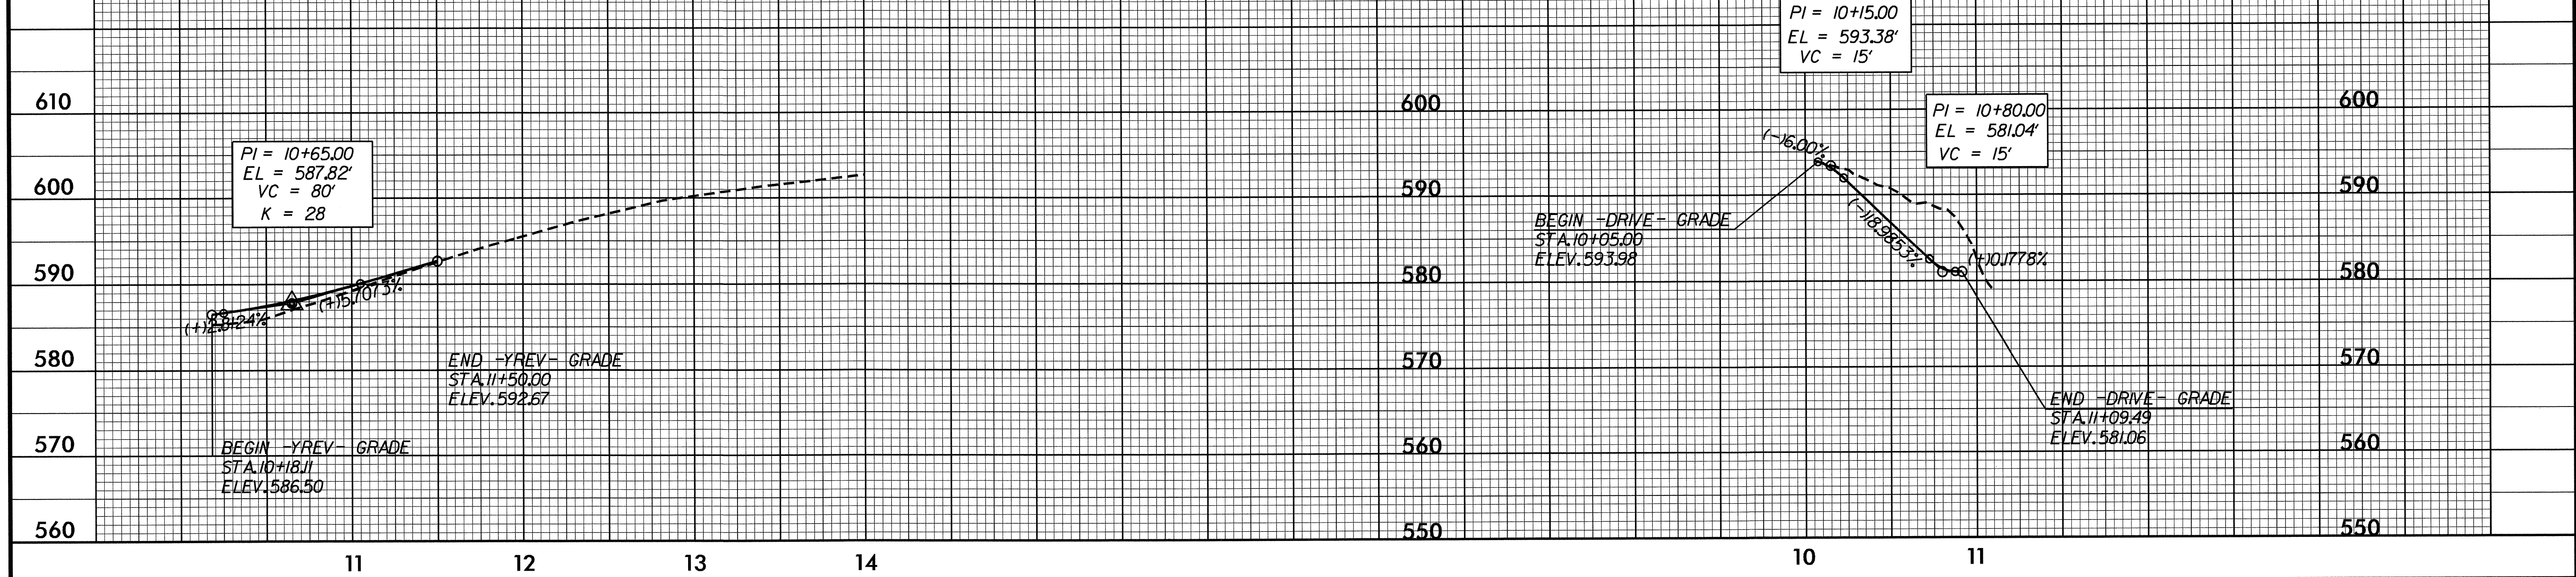 610
600
590
580
570
560
PI = 10+65.00
EL = 587.82'
VC = 80'
K = 28
(+)2.8124%
(+)5.7073%
END -YREV- GRADE
STA.11+50.00
ELEV.592.67
BEGIN -YREV- GRADE
STA.10+18.11
ELEV.586.50
11
12
13
14
600
590
580
570
560
550
PI = 10+15.00
EL = 593.38'
VC = 15'
PI = 10+80.00
EL = 581.04'
VC = 15'
(-)6.00%
(-)18.9853%
(+)0.1778%
BEGIN -DRIVE- GRADE
STA.10+05.00
ELEV.593.98
END -DRIVE- GRADE
STA.11+09.49
ELEV.581.06
10
11
600
590
580
570
560
550